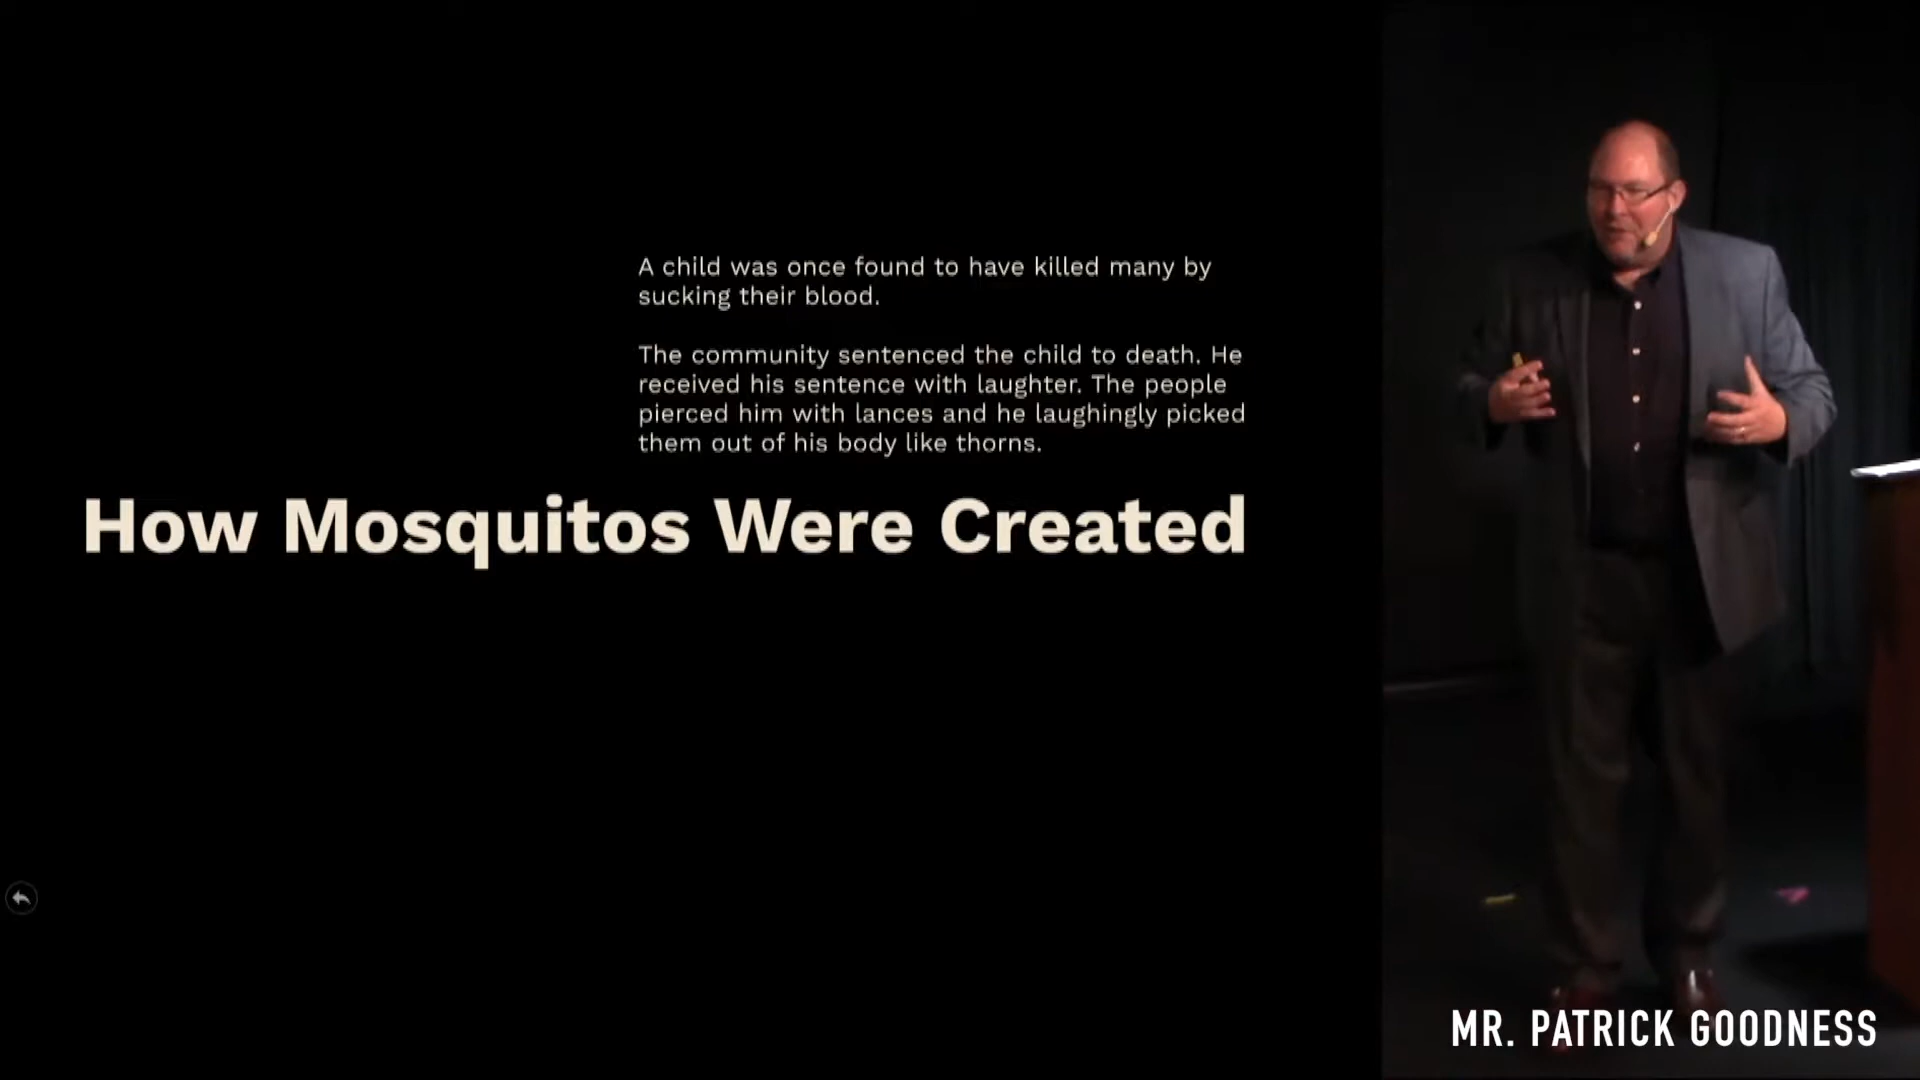 A child was once found to have killed many by
sucking their blood.
The community sentenced the child to death. He
received his sentence with laughter. The people
pierced him with lances and he laughingly picked
them out of his body like thorns.
How Mosquitos Were Created
MR. PATRICK GOODNESS